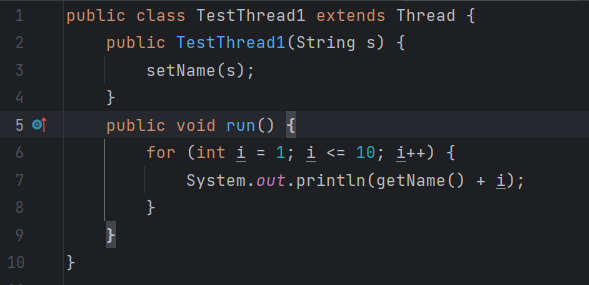 1 public class TestThread1 extends Thread {
2     public TestThread1(String s) {
3         setName(s);
4     }
5     public void run() {
6         for (int i = 1; i <= 10; i++) {
7             System.out.println(getName() + i);
8         }
9     }
10 }